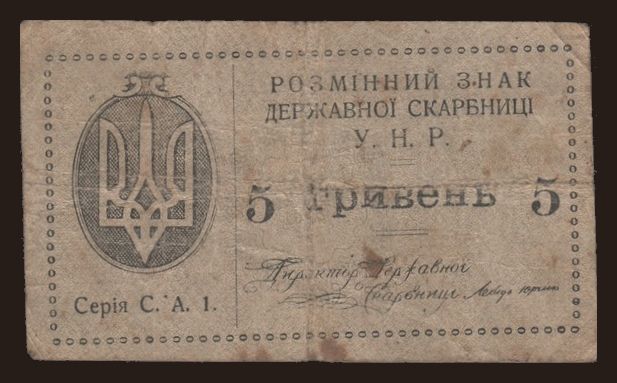 РОЗМІННИЙ ЗНАК
ДЕРЖАВНОЇ СКАРБНИЦІ
У. Н. Р.
5 гривень 5
Директор Державної
Скарбниці
Серія С. А. 1.